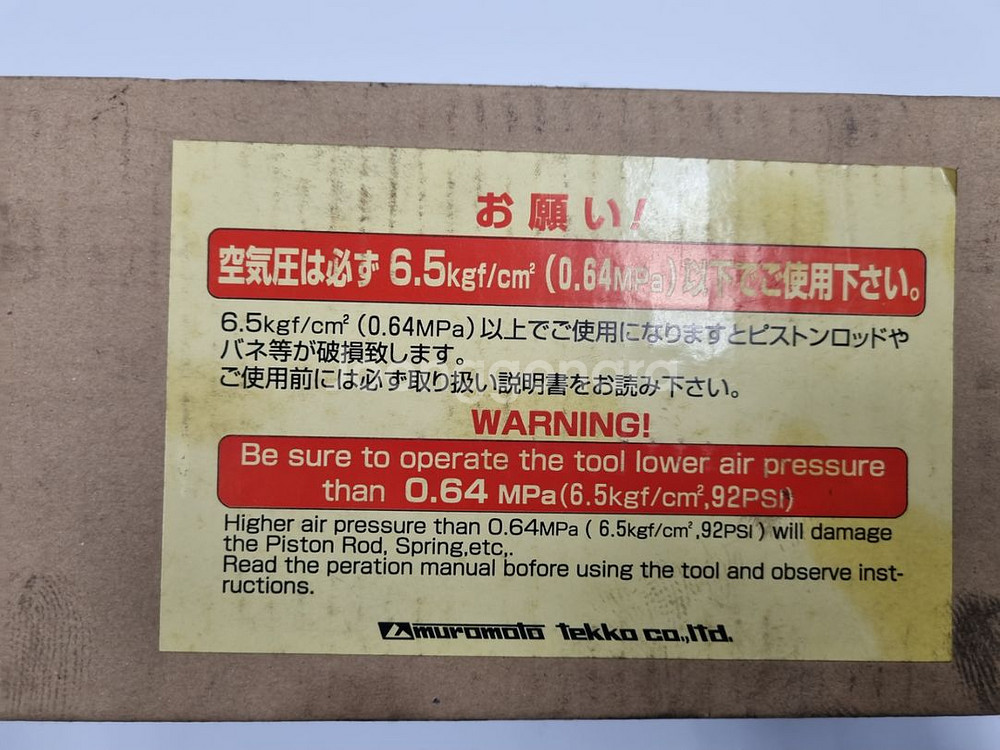 お願い!
空気圧は必ず 6.5kgf/cm² (0.64MPa) 以下でご使用下さい。
6.5kgf/cm² (0.64MPa) 以上でご使用になりますとピストンロッドや
バネ等が破損致します。
ご使用前には必ず取り扱い説明書をお読み下さい。
WARNING!
Be sure to operate the tool lower air pressure
than 0.64 MPa(6.5kgf/cm²,92PSI)
Higher air pressure than 0.64MPa ( 6.5kgf/cm²,92PSI ) will damage
the Piston Rod, Spring,etc,.
Read the peration manual bofore using the tool and observe inst-
ructions.
muromoto tekko co.,ltd.